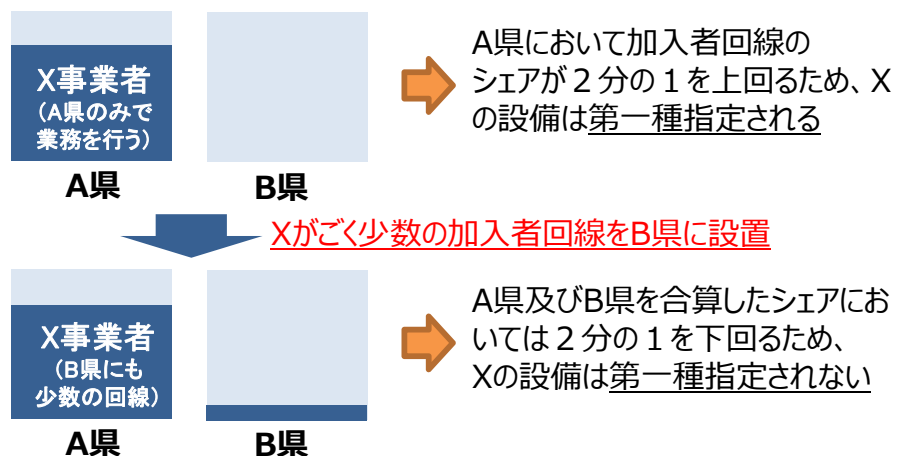 X事業者
(A県のみで
業務を行う)
A県
B県
A県において加入者回線の
シェアが2分の1を上回るため、X
の設備は第一種指定される
Xがごく少数の加入者回線をB県に設置
X事業者
(B県にも
少数の回線)
A県
B県
A県及びB県を合算したシェアにお
いては2分の1を下回るため、
Xの設備は第一種指定されない